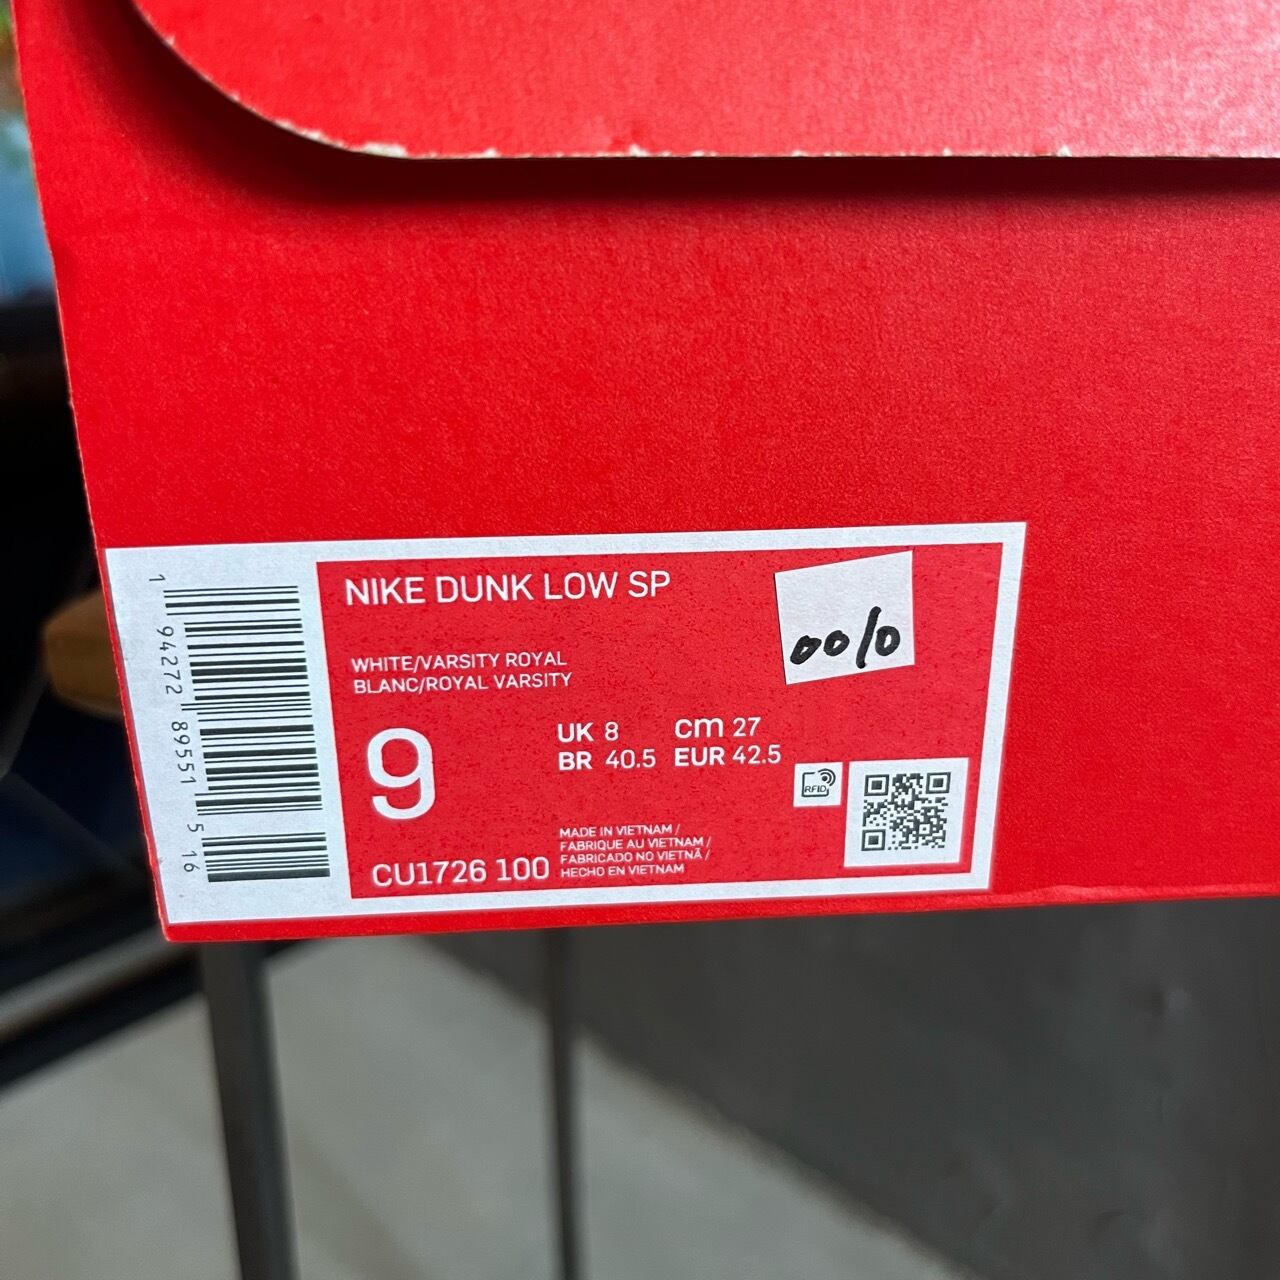 NIKE DUNK LOW SP
0010
WHITE/VARSITY ROYAL
BLANC/ROYAL VARSITY
9
UK 8 cm 27
BR 40.5 EUR 42.5
RFID
CU1726 100
MADE IN VIETNAM /
FABRIQUE AU VIETNAM /
FABRICADO NO VIETNÃ /
HECHO EN VIETNAM
1 94272 89551 5 16